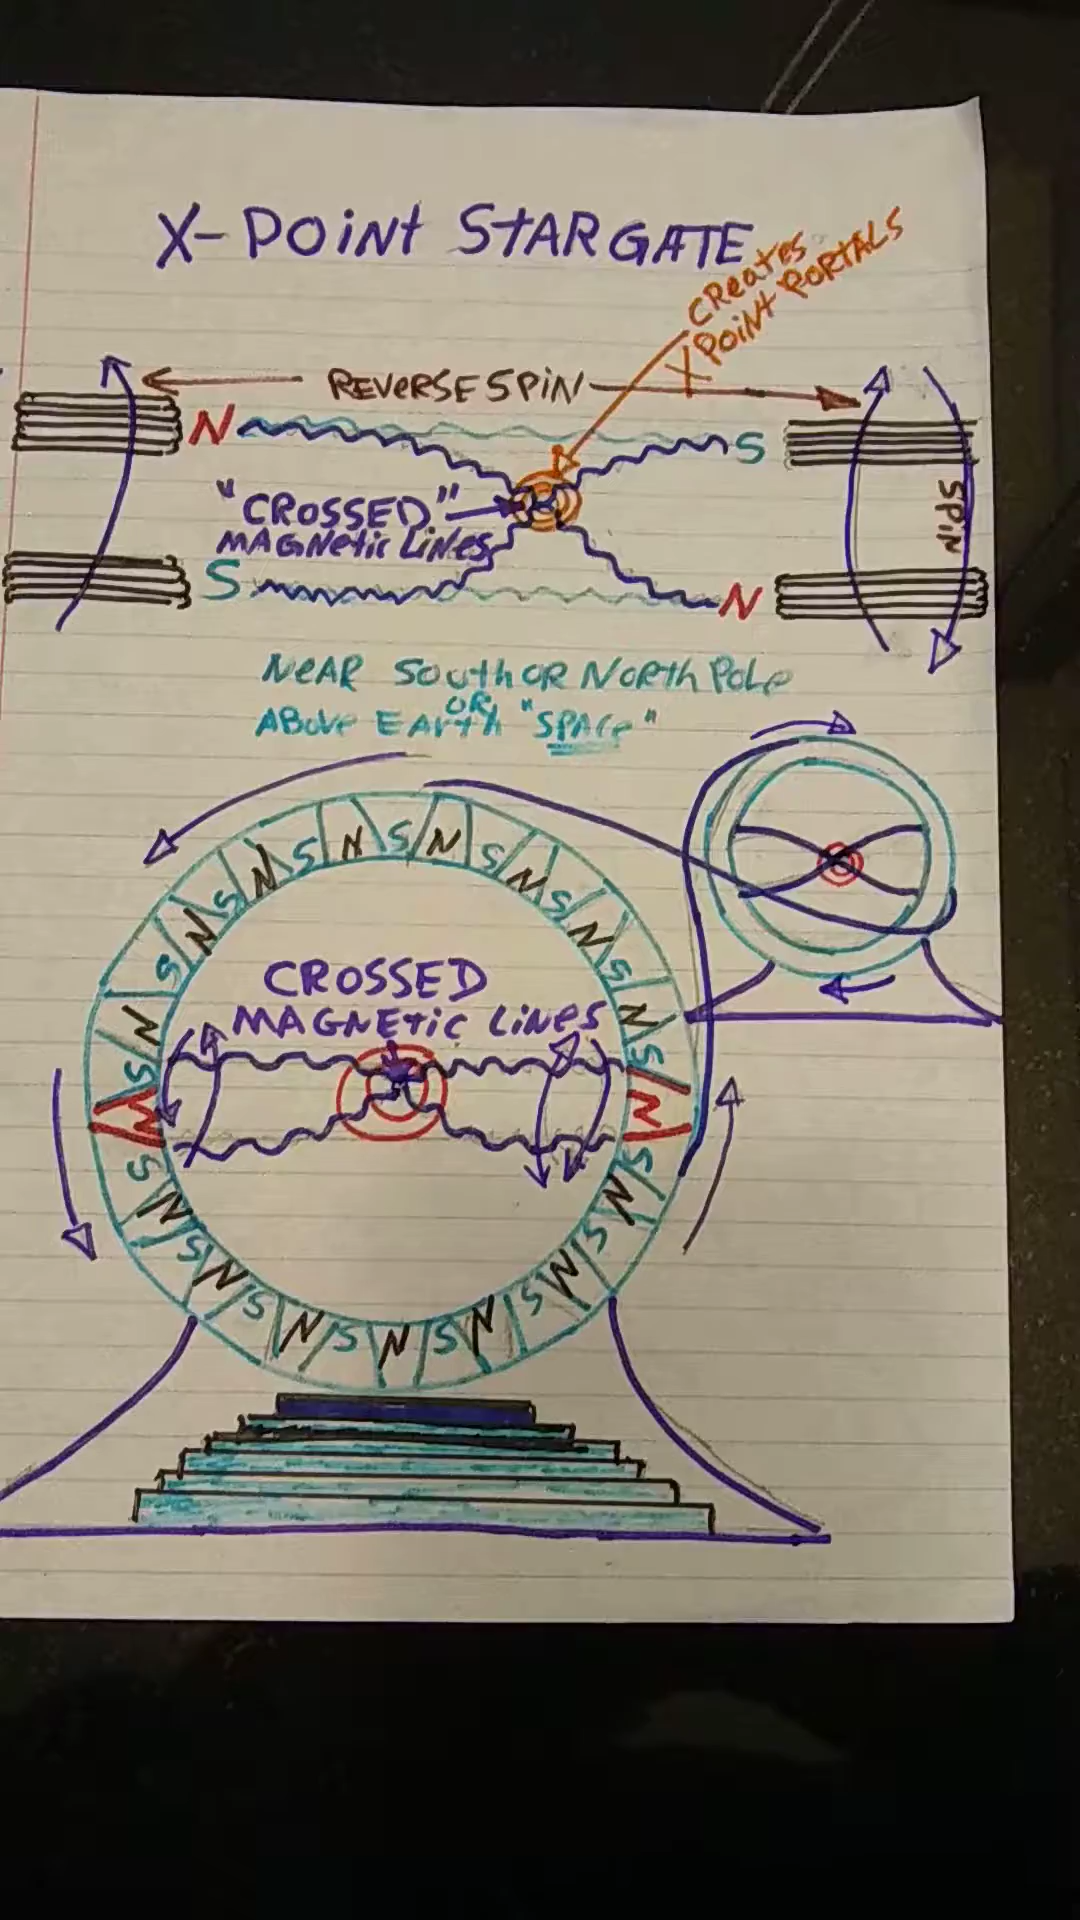 X-POINT STARGATE
CREATES
X POINT PORTALS
REVERSE SPIN
N S
"CROSSED"
MAGNETIC LINES
S N
SPIN
NEAR SOUTH OR NORTH POLE
OR
ABOVE EARTH "SPACE"
N S N
S S
N N
S S
N N
S S
N N
CROSSED
MAGNETIC LINES
S S
N N
S S
N N
S S
N N
S S
N S N S N